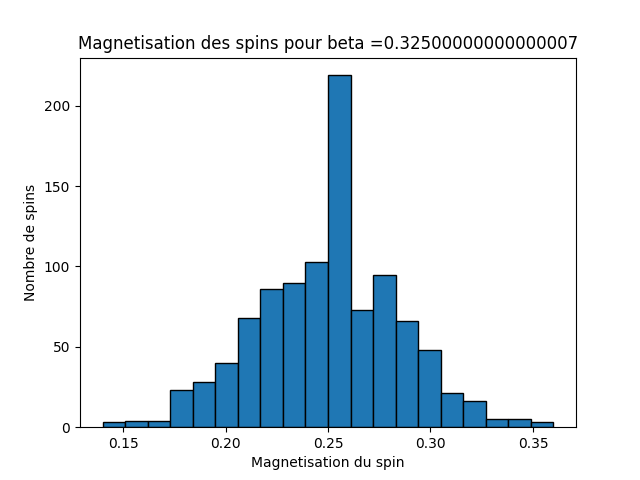 Magnetisation des spins pour beta =0.32500000000000007
Nombre de spins
200
150
100
50
0
0.15 0.20 0.25 0.30 0.35
Magnetisation du spin